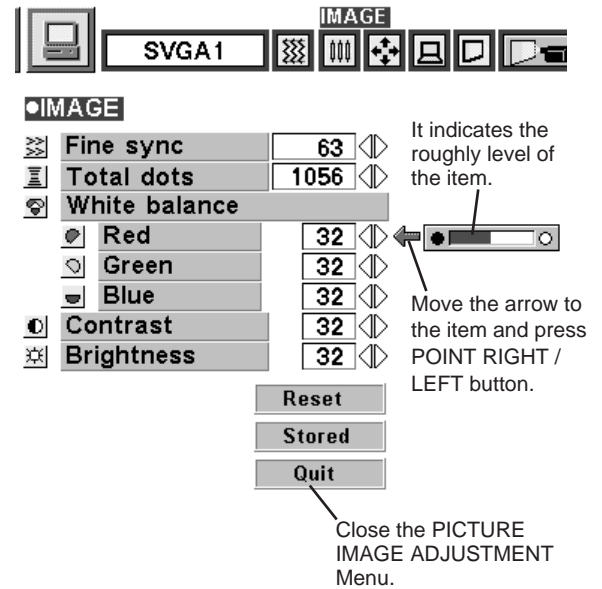 IMAGE
SVGA1
●IMAGE
Fine sync 63
Total dots 1056
White balance
Red 32
Green 32
Blue 32
Contrast 32
Brightness 32
Reset
Stored
Quit
It indicates the
roughly level of
the item.
Move the arrow to
the item and press
POINT RIGHT /
LEFT button.
Close the PICTURE
IMAGE ADJUSTMENT
Menu.